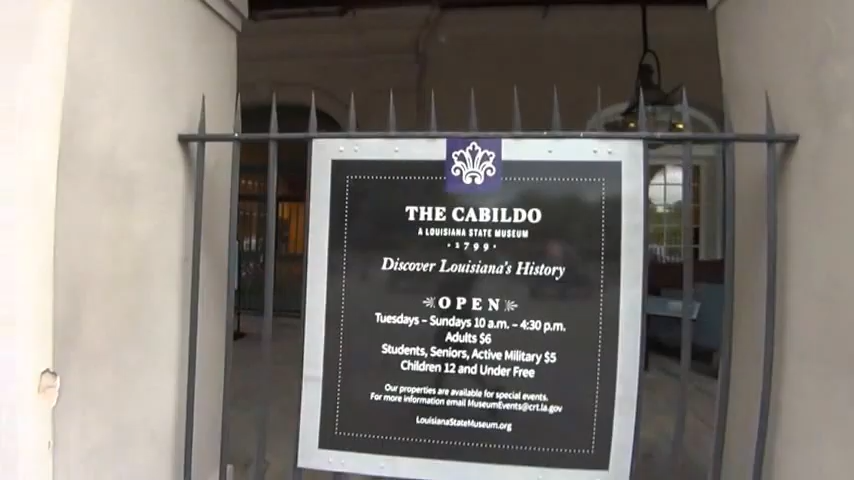 THE CABILDO
A LOUISIANA STATE MUSEUM
• 1799 •
Discover Louisiana's History
OPEN
Tuesdays – Sundays 10 a.m. – 4:30 p.m.
Adults $6
Students, Seniors, Active Military $5
Children 12 and Under Free
Our properties are available for special events.
For more information email MuseumEvents@crt.la.gov
LouisianaStateMuseum.org